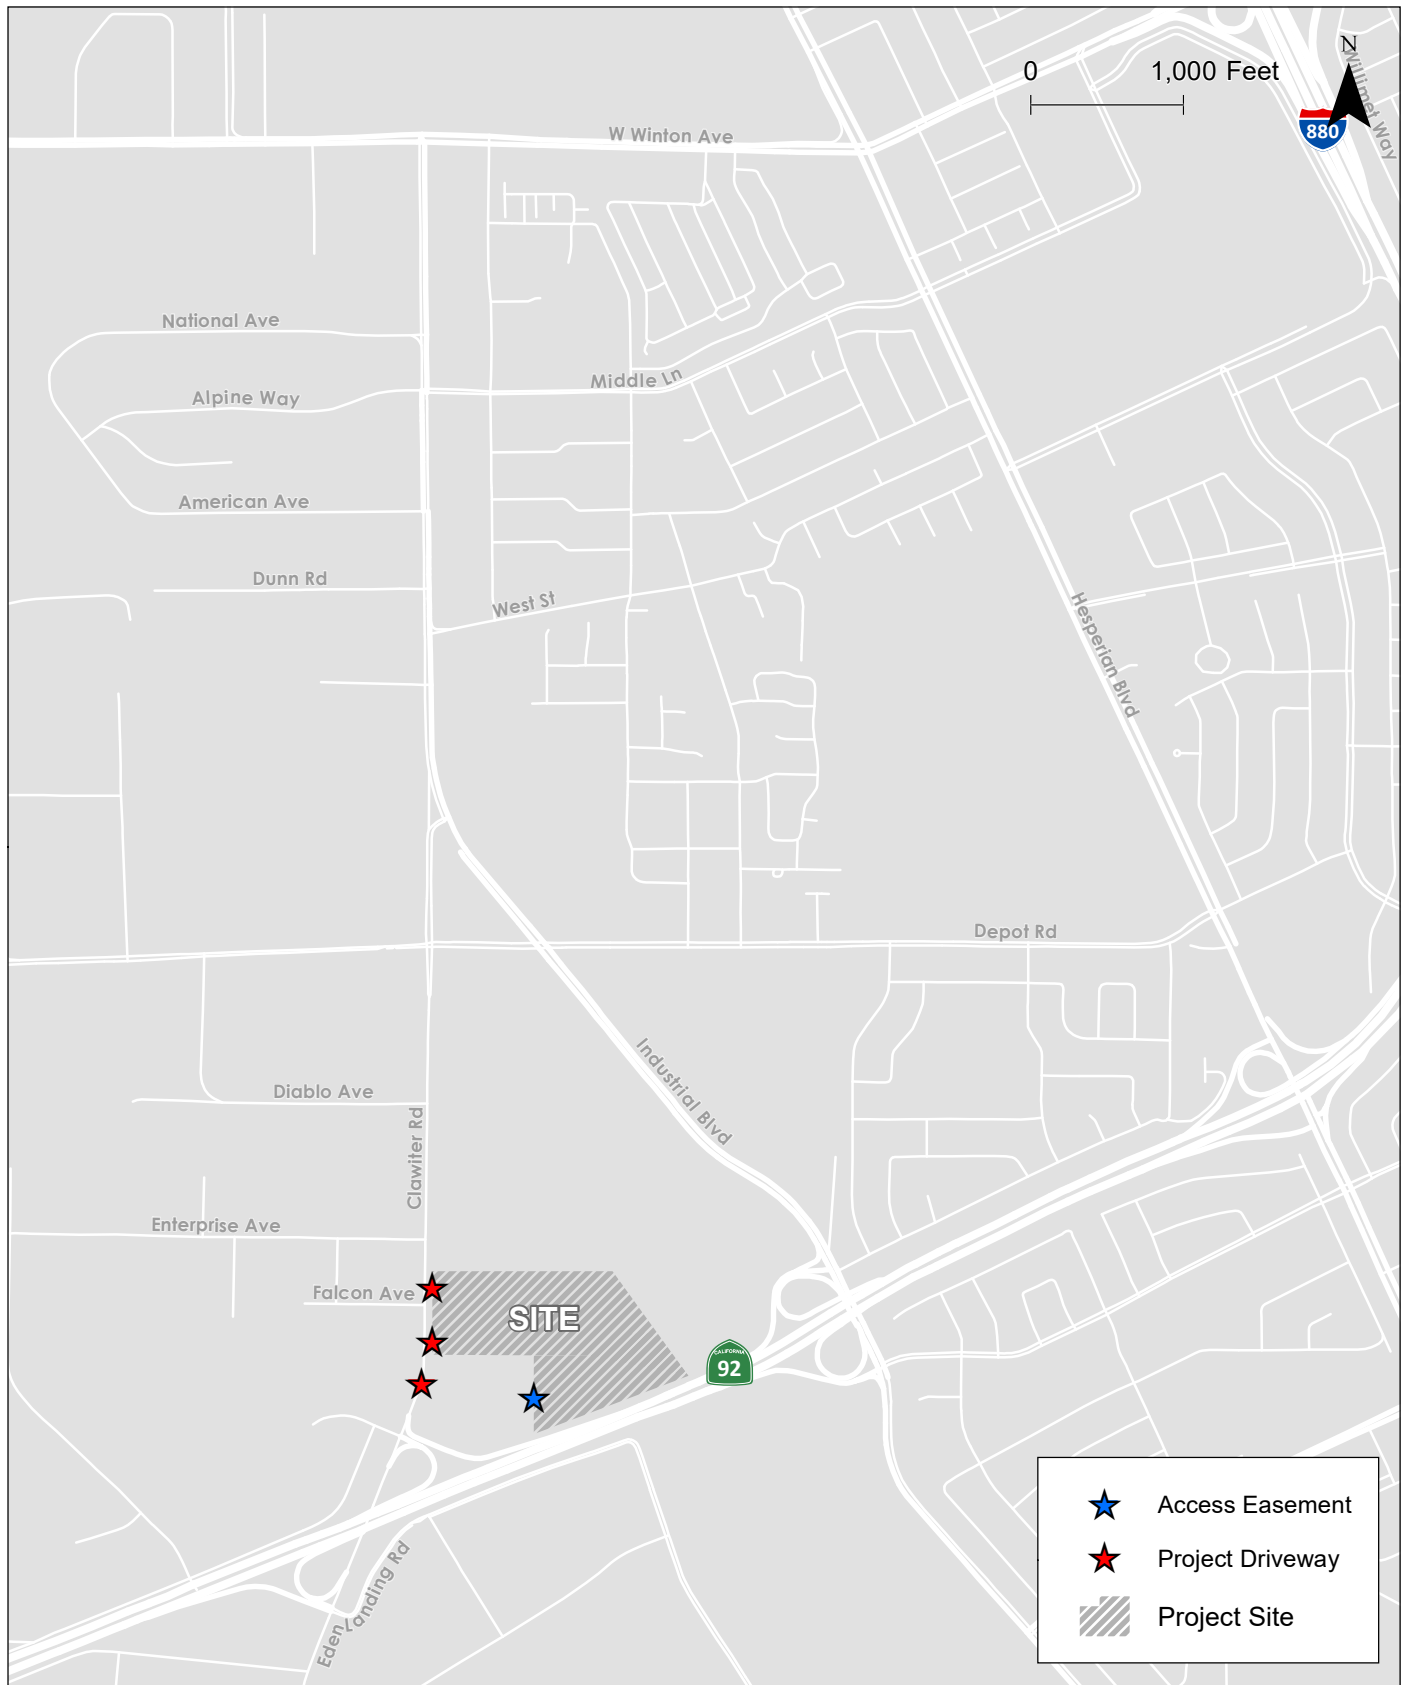 N
0 1,000 Feet
Willimet Way
880
W Winton Ave
National Ave
Middle Ln
Alpine Way
American Ave
Dunn Rd
West St
Hesperian Blvd
Depot Rd
Industrial Blvd
Diablo Ave
Clawiter Rd
Enterprise Ave
Falcon Ave
SITE
CALIFORNIA
92
Eden Landing Rd
Access Easement
Project Driveway
Project Site